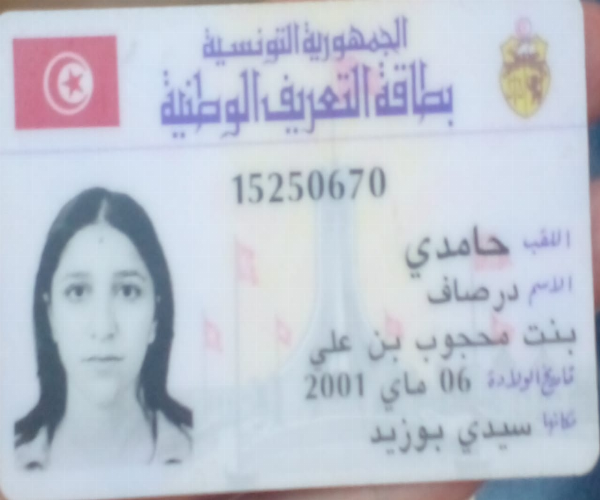 الجمهورية التونسية
بطاقة التعريف الوطنية
15250670
اللقب حامدي
الاسم درصاف
بنت محجوب بن علي
تاريخ الولادة 06 ماي 2001
مكانها سيدي بوزيد